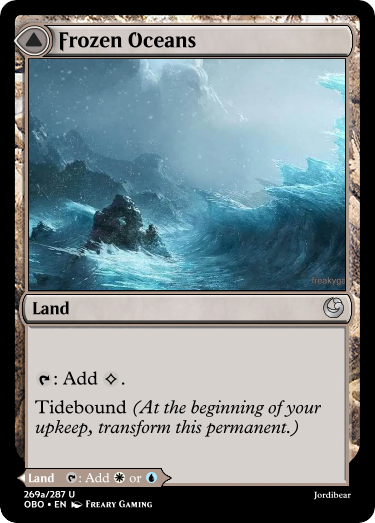 Frozen Oceans
freakyga
Land
: Add .
Tidebound (At the beginning of your
upkeep, transform this permanent.)
Land : Add or
269a/287 U
OBO • EN Freary Gaming
Jordibear